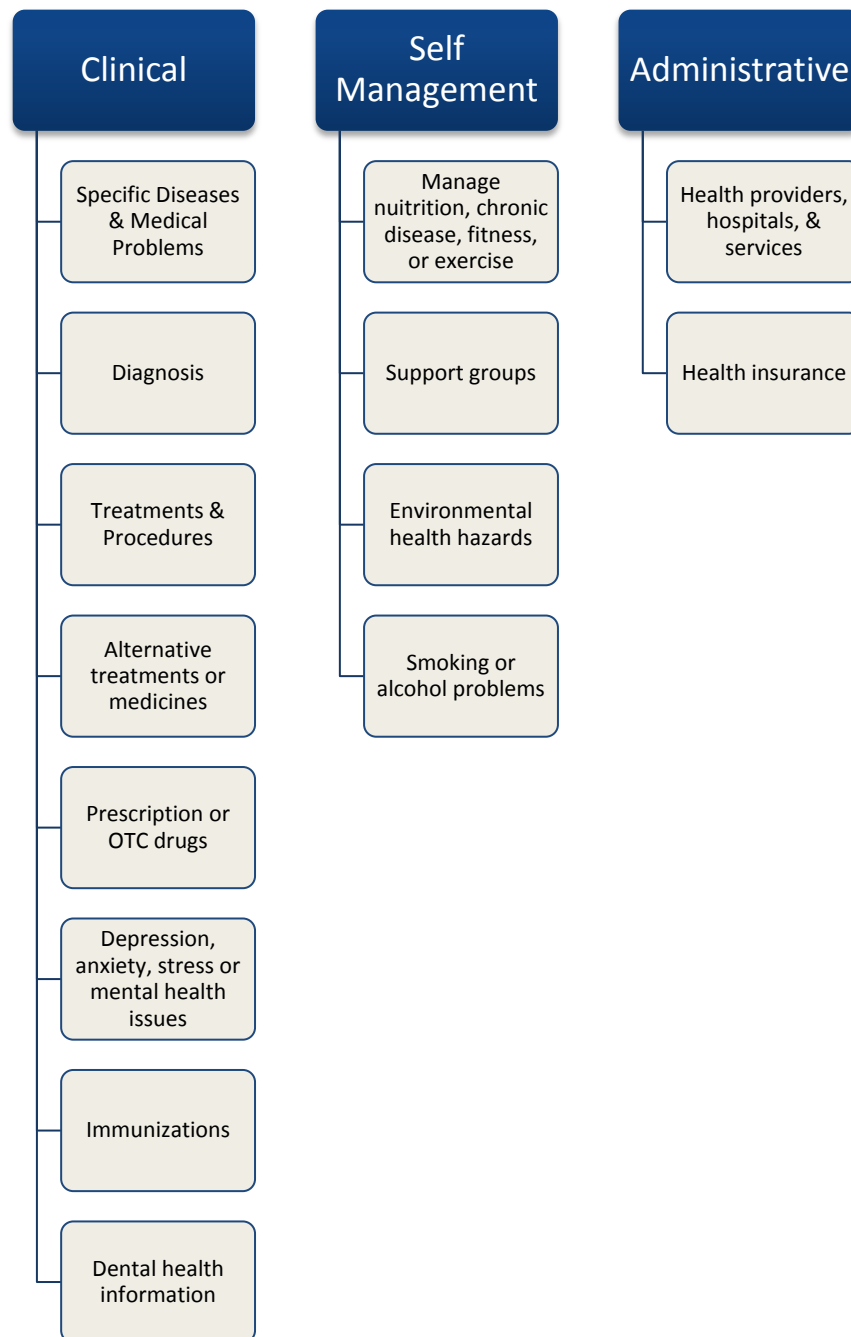 Clinical
Specific Diseases
& Medical
Problems
Diagnosis
Treatments &
Procedures
Alternative
treatments or
medicines
Prescription or
OTC drugs
Depression,
anxiety, stress or
mental health
issues
Immunizations
Dental health
information
Self
Management
Manage
nuitrition, chronic
disease, fitness,
or exercise
Support groups
Environmental
health hazards
Smoking or
alcohol problems
Administrative
Health providers,
hospitals, &
services
Health insurance